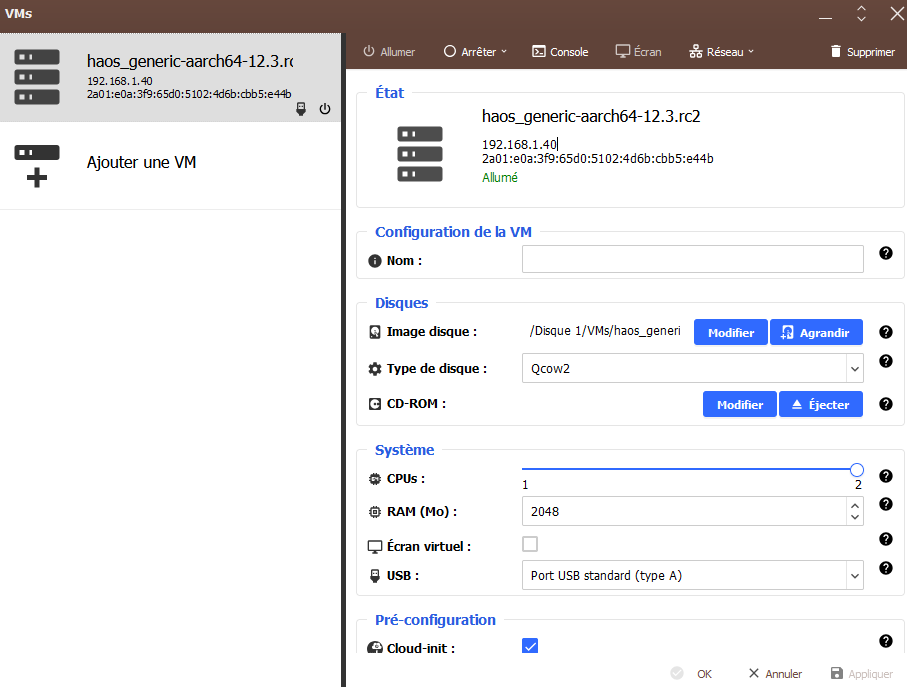 VMs
haos_generic-aarch64-12.3.rc
192.168.1.40
2a01:e0a:3f9:65d0:5102:4d6b:cbb5:e44b
Ajouter une VM
Allumer Arrêter Console Écran Réseau Supprimer
État
haos_generic-aarch64-12.3.rc2
192.168.1.40
2a01:e0a:3f9:65d0:5102:4d6b:cbb5:e44b
Allumé
Configuration de la VM
Nom :
Disques
Image disque : /Disque 1/VMs/haos_generi Modifier Agrandir
Type de disque : Qcow2
CD-ROM : Modifier Éjecter
Système
CPUs :
1 2
RAM (Mo) : 2048
Écran virtuel :
USB : Port USB standard (type A)
Pré-configuration
Cloud-init :
OK Annuler Appliquer